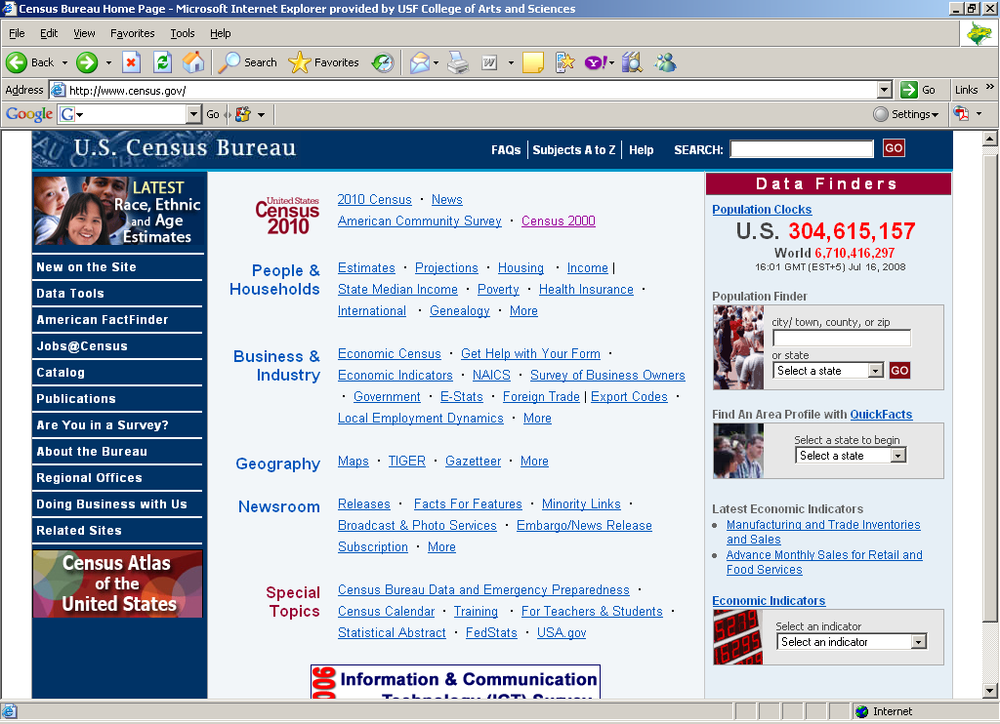 Census Bureau Home Page - Microsoft Internet Explorer provided by USF College of Arts and Sciences
File Edit View Favorites Tools Help
Back Search Favorites
Address http://www.census.gov/ Go Links »
Google G Go Settings
U.S. Census Bureau
FAQs Subjects A to Z Help SEARCH: GO
LATEST
Race, Ethnic
and Age
Estimates
New on the Site
Data Tools
American FactFinder
Jobs@Census
Catalog
Publications
Are You in a Survey?
About the Bureau
Regional Offices
Doing Business with Us
Related Sites
Census Atlas
of the
United States
United States
Census
2010
2010 Census · News
American Community Survey · Census 2000
People &
Households
Estimates · Projections · Housing · Income |
State Median Income · Poverty · Health Insurance ·
International · Genealogy · More
Business &
Industry
Economic Census · Get Help with Your Form ·
Economic Indicators · NAICS · Survey of Business Owners
· Government · E-Stats · Foreign Trade | Export Codes ·
Local Employment Dynamics · More
Geography
Maps · TIGER · Gazetteer · More
Newsroom
Releases · Facts For Features · Minority Links ·
Broadcast & Photo Services · Embargo/News Release
Subscription · More
Special
Topics
Census Bureau Data and Emergency Preparedness ·
Census Calendar · Training · For Teachers & Students ·
Statistical Abstract · FedStats · USA.gov
Information & Communication
Technology (ICT) Survey
Data Finders
Population Clocks
U.S. 304,615,157
World 6,710,416,297
16:01 GMT (EST+5) Jul 16, 2008
Population Finder
city/ town, county, or zip
or state
Select a state GO
Find An Area Profile with QuickFacts
Select a state to begin
Select a state
Latest Economic Indicators
• Manufacturing and Trade Inventories
and Sales
• Advance Monthly Sales for Retail and
Food Services
Economic Indicators
Select an indicator
Select an indicator
Internet